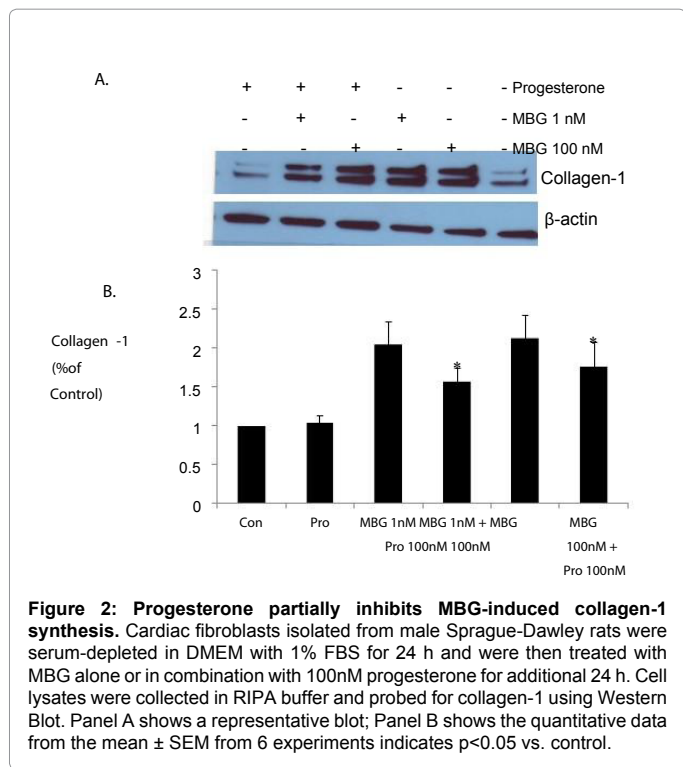 A.
+ + + - - - Progesterone
- + - + - - MBG 1 nM
- - + - + - MBG 100 nM
Collagen-1
β-actin
B.
Collagen -1
(%of
Control)
3
2.5
2
1.5
1
0.5
0
* *
Con Pro MBG 1nM MBG 1nM + MBG MBG
Pro 100nM 100nM 100nM +
Pro 100nM
Figure 2: Progesterone partially inhibits MBG-induced collagen-1
synthesis. Cardiac fibroblasts isolated from male Sprague-Dawley rats were
serum-depleted in DMEM with 1% FBS for 24 h and were then treated with
MBG alone or in combination with 100nM progesterone for additional 24 h. Cell
lysates were collected in RIPA buffer and probed for collagen-1 using Western
Blot. Panel A shows a representative blot; Panel B shows the quantitative data
from the mean ± SEM from 6 experiments indicates p<0.05 vs. control.